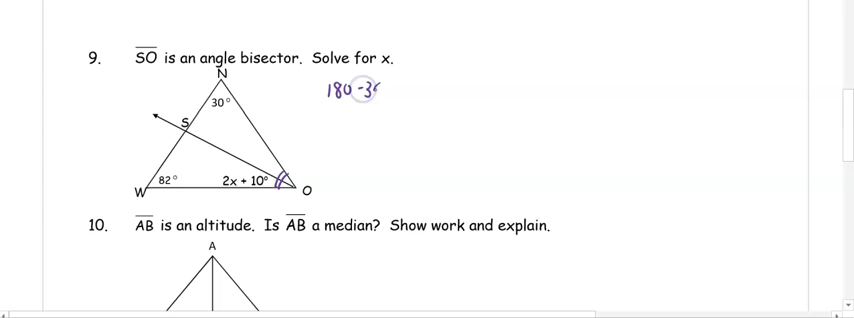 9. SO is an angle bisector. Solve for x.
N
180 -3
30°
S
82°
2x + 10°
W
O
10. AB is an altitude. Is AB a median? Show work and explain.
A